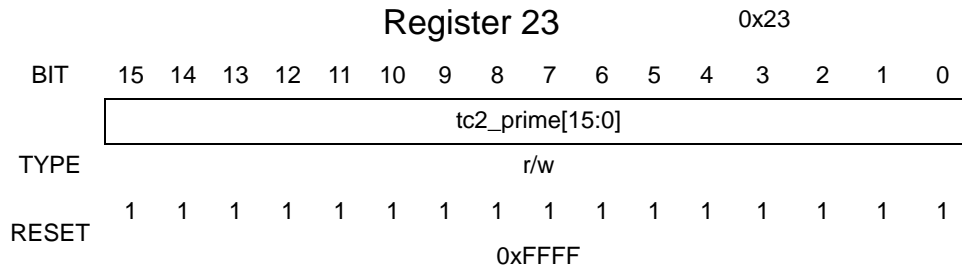 Register 23 0x23
BIT 15 14 13 12 11 10 9 8 7 6 5 4 3 2 1 0
tc2_prime[15:0]
TYPE r/w
RESET 1 1 1 1 1 1 1 1 1 1 1 1 1 1 1 1
0xFFFF